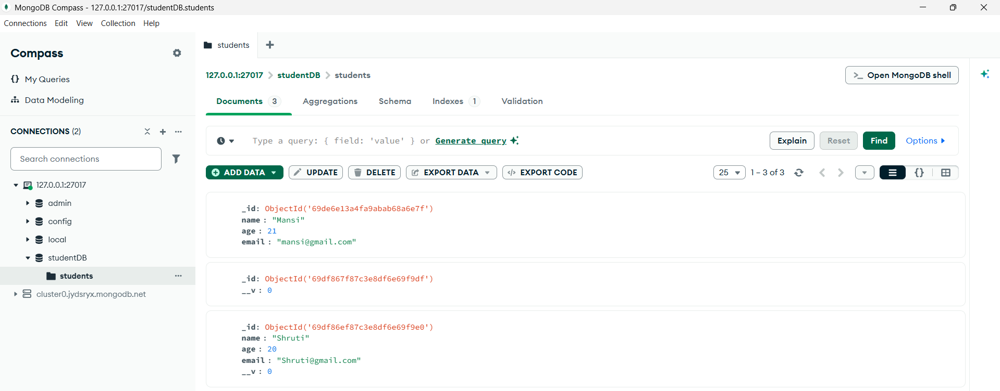 MongoDB Compass - 127.0.0.1:27017/studentDB.students
Connections Edit View Collection Help
Compass
My Queries
Data Modeling
CONNECTIONS (2)
Search connections
127.0.0.1:27017
admin
config
local
studentDB
students
cluster0.jydsryx.mongodb.net
students
127.0.0.1:27017 > studentDB > students
>_ Open MongoDB shell
Documents 3 Aggregations Schema Indexes 1 Validation
Type a query: { field: 'value' } or Generate query
Explain Reset Find Options
ADD DATA UPDATE DELETE EXPORT DATA EXPORT CODE
25 1 – 3 of 3
_id: ObjectId('69de6e13a4fa9abab68a6e7f')
name : "Mansi"
age : 21
email : "mansi@gmail.com"
_id: ObjectId('69df867f87c3e8df6e69f9df')
__v : 0
_id: ObjectId('69df86ef87c3e8df6e69f9e0')
name : "Shruti"
age : 20
email : "Shruti@gmail.com"
__v : 0